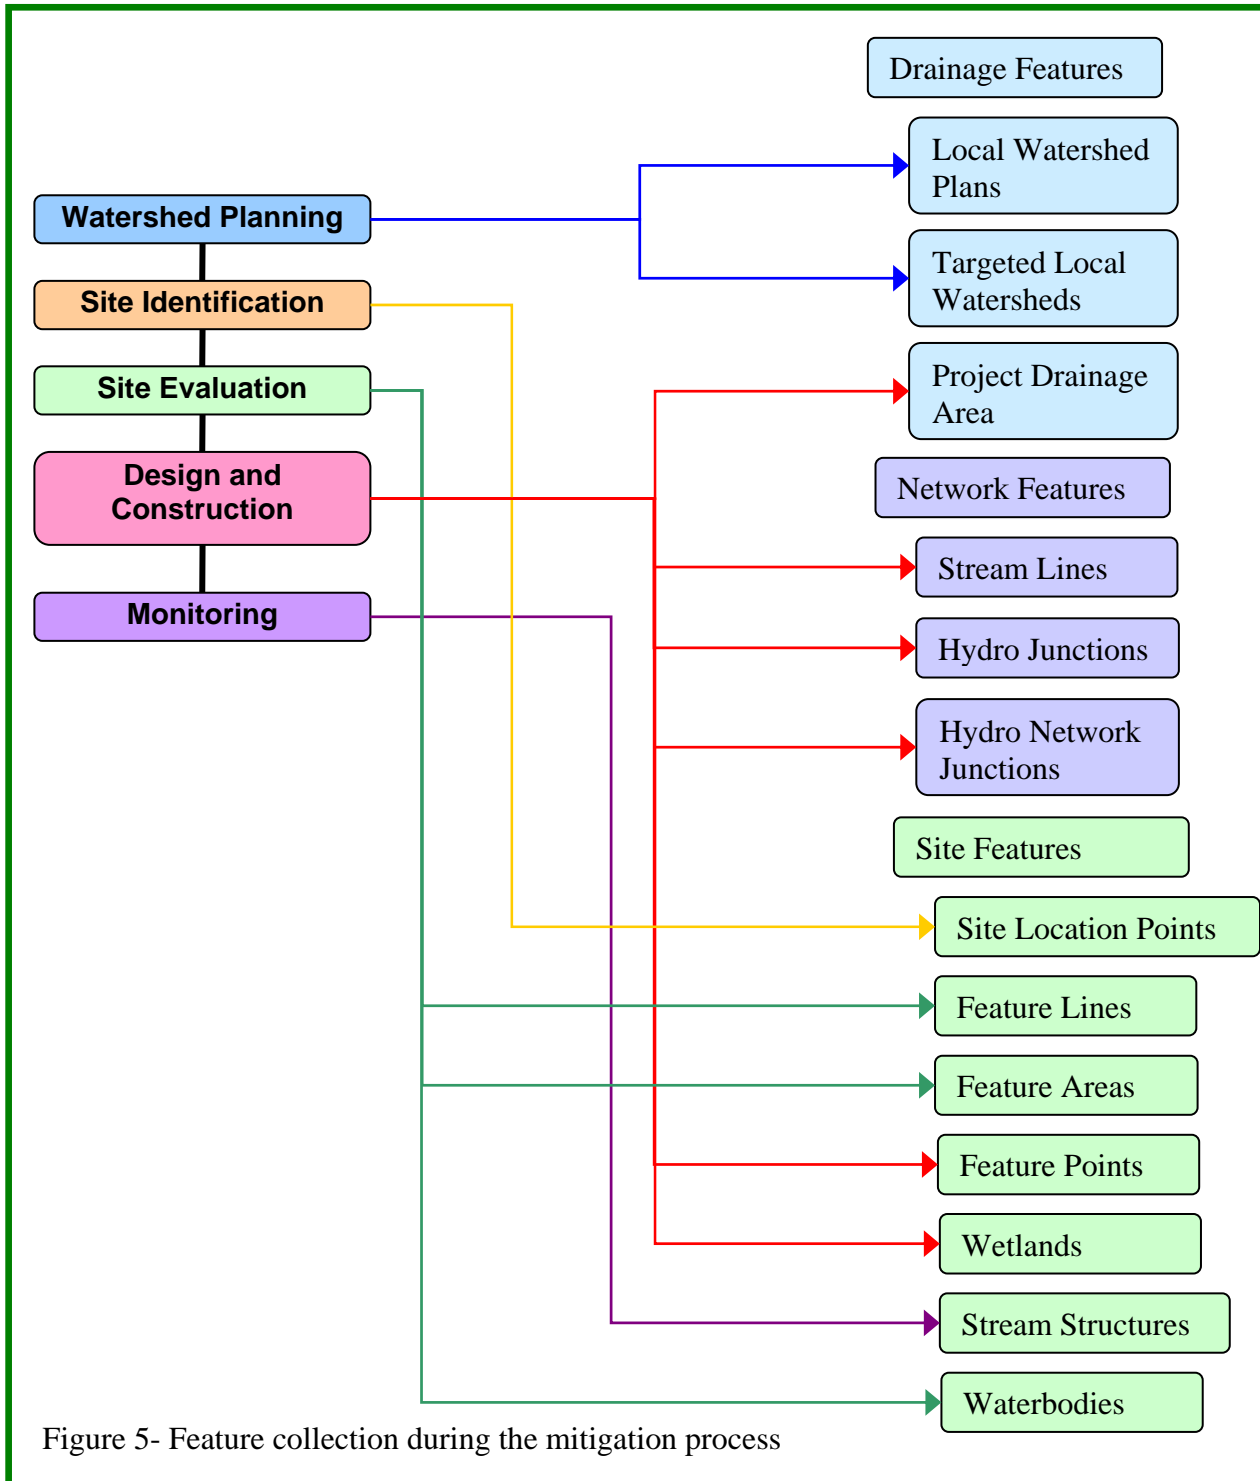 Drainage Features
Local Watershed
Plans
Watershed Planning
Targeted Local
Watersheds
Site Identification
Project Drainage
Area
Site Evaluation
Design and
Construction
Network Features
Stream Lines
Monitoring
Hydro Junctions
Hydro Network
Junctions
Site Features
Site Location Points
Feature Lines
Feature Areas
Feature Points
Wetlands
Stream Structures
Waterbodies
Figure 5- Feature collection during the mitigation process